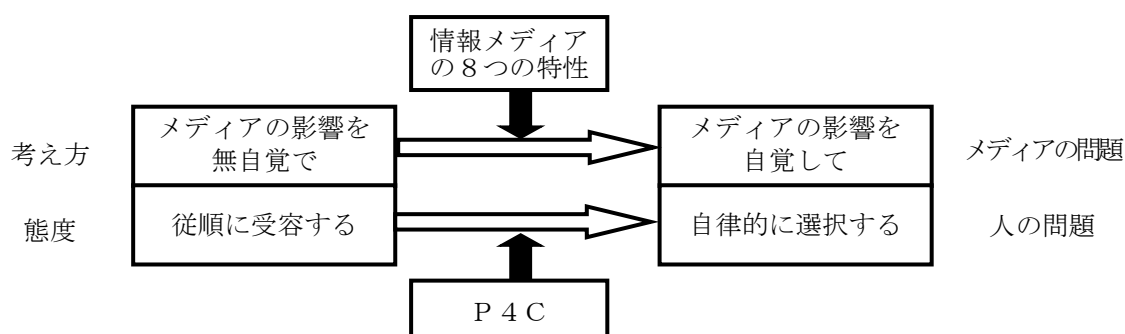 情報メディア
の８つの特性
考え方
メディアの影響を
無自覚で
メディアの影響を
自覚して
メディアの問題
態度
従順に受容する
自律的に選択する
人の問題
Ｐ４Ｃ